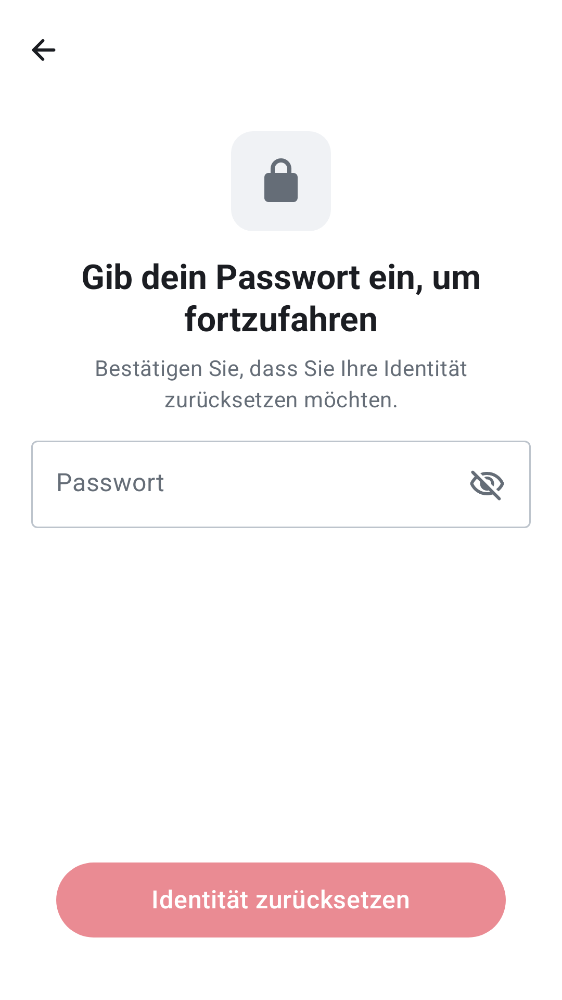 Gib dein Passwort ein, um
fortzufahren
Bestätigen Sie, dass Sie Ihre Identität
zurücksetzen möchten.
Passwort
Identität zurücksetzen